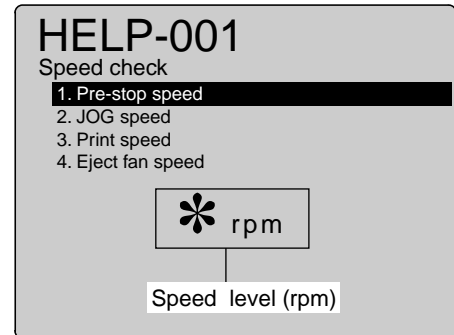 HELP-001
Speed check
1. Pre-stop speed
2. JOG speed
3. Print speed
4. Eject fan speed
* rpm
Speed level (rpm)